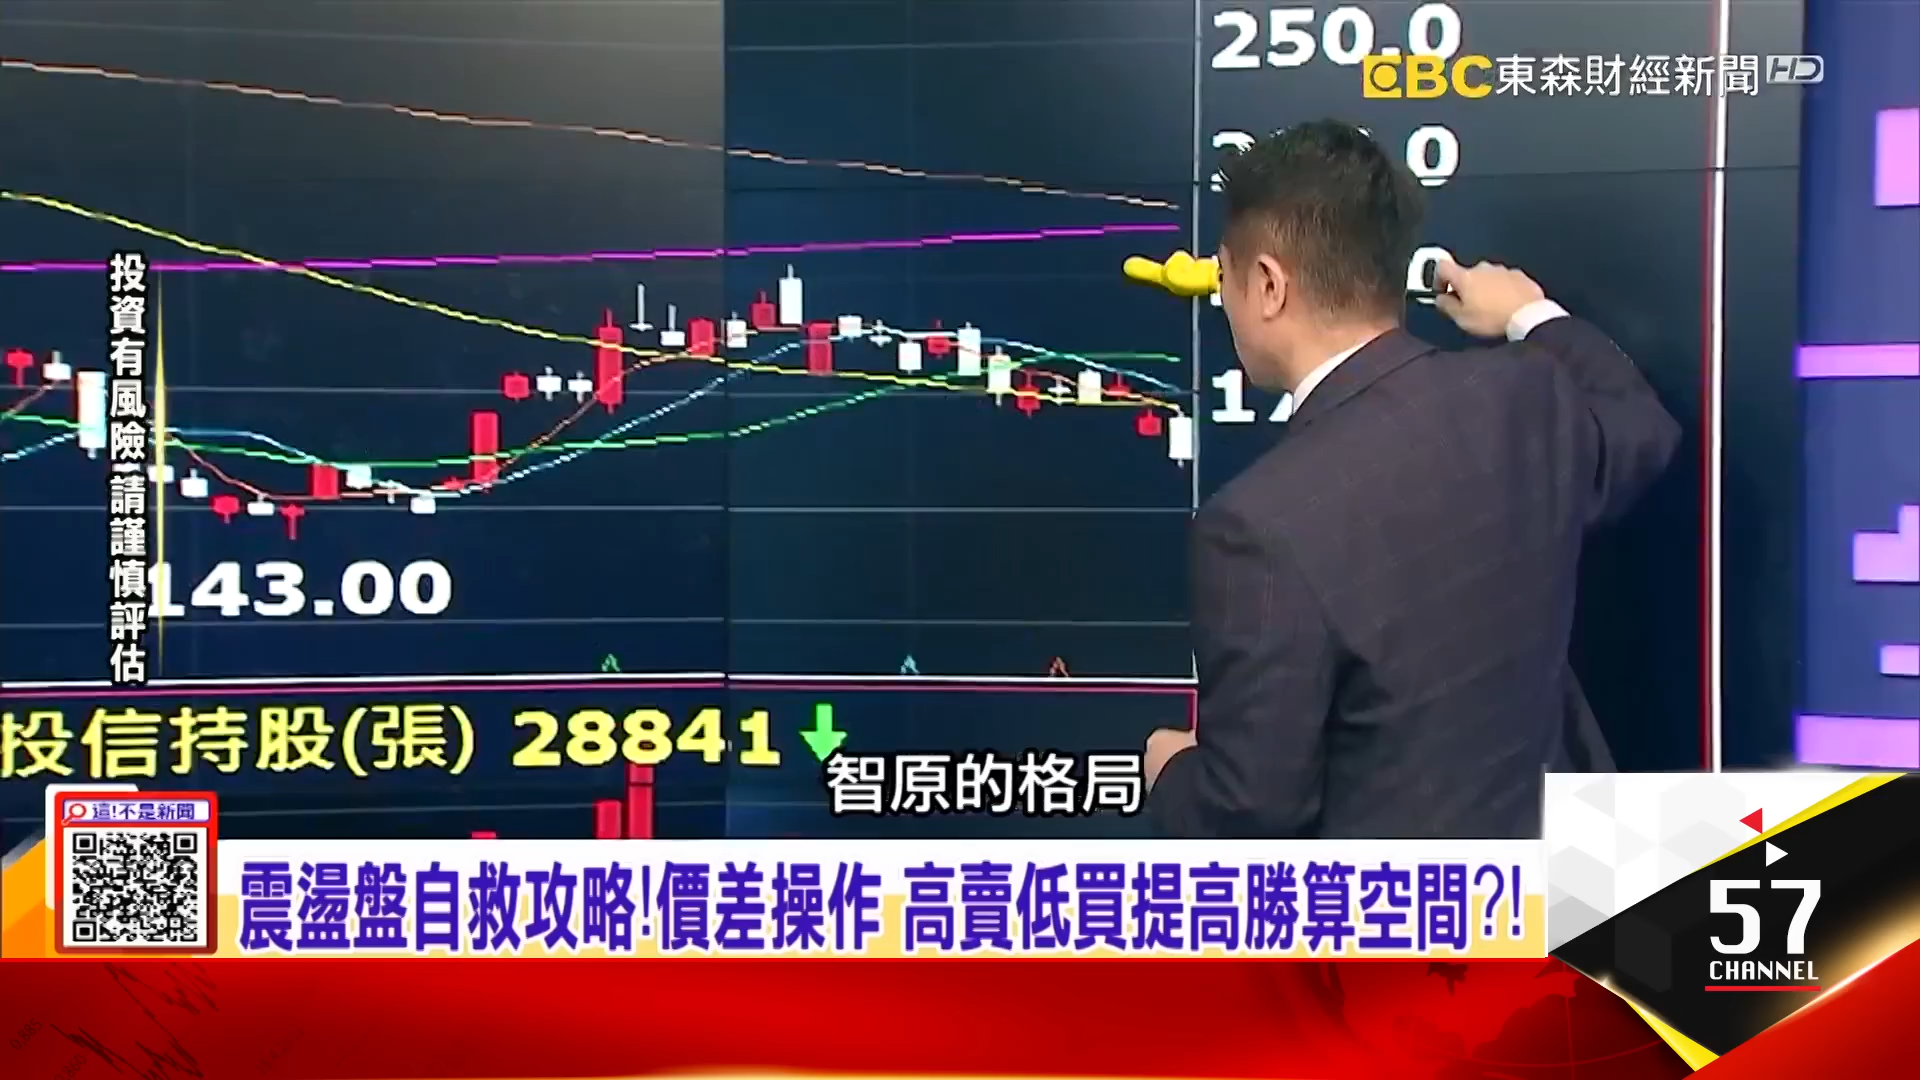 250.0
EBC東森財經新聞HD
投資有風險 請謹慎評估
143.00
投信持股(張) 28841
智原的格局
這!不是新聞
震盪盤自救攻略!價差操作 高賣低買提高勝算空間?!
57
CHANNEL